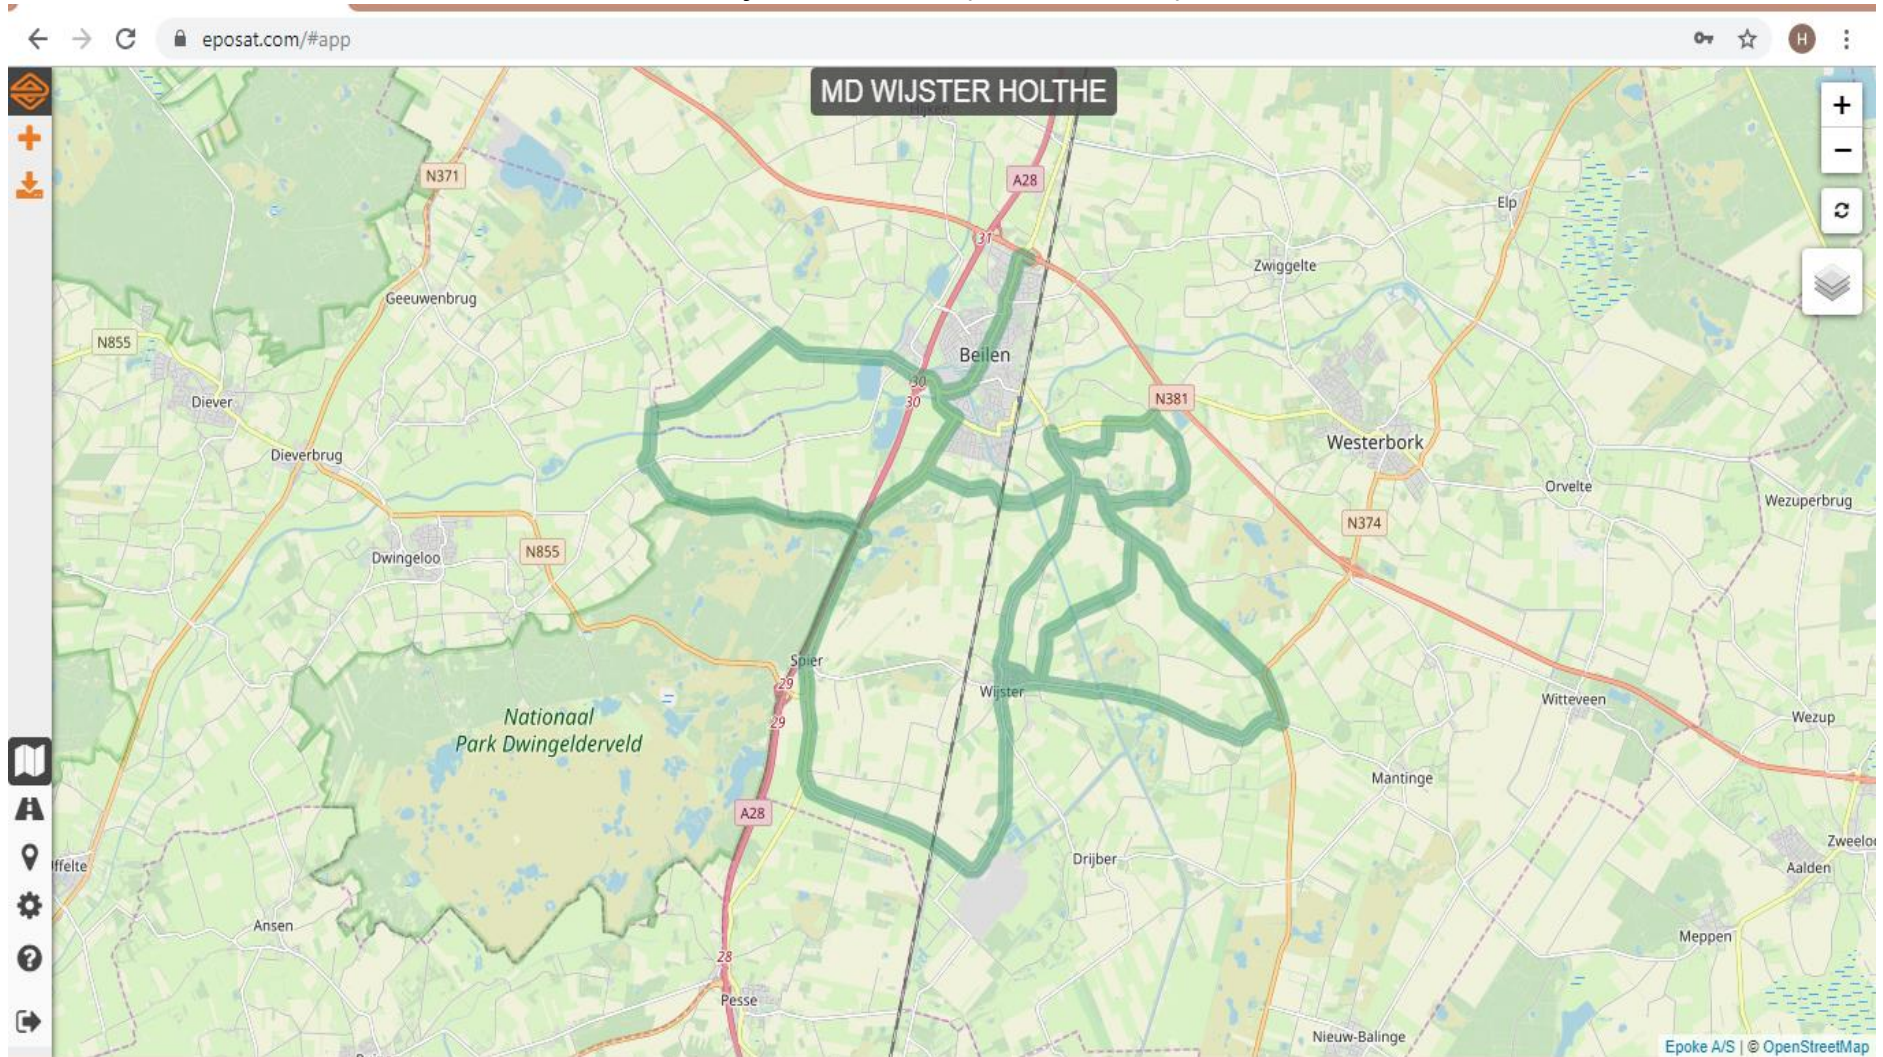 eposat.com/#app
H
MD WIJSTER HOLTHE
+
−
N371
A28
31
Elp
Zwiggelte
Geeuwenbrug
N855
Beilen
30
30
N381
Diever
Westerbork
Dieverbrug
Orvelte
Wezuperbrug
N374
N855
Dwingeloo
Spier
29
Wijster
29
Witteveen
Nationaal
Park Dwingelderveld
Wezup
Mantinge
A28
Drijber
Zweeloo
Uffelte
Aalden
Ansen
Meppen
28
Pesse
Nieuw-Balinge
Epoke A/S | © OpenStreetMap